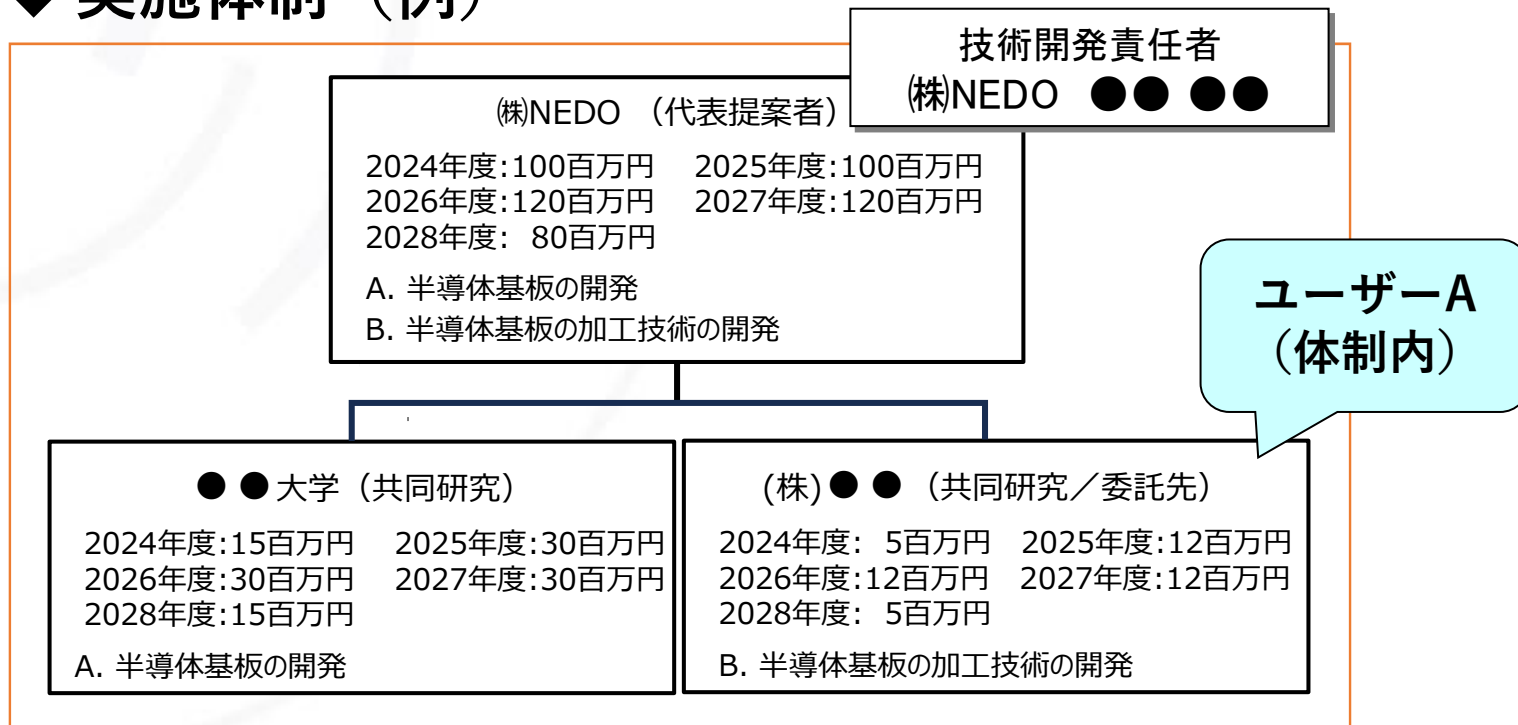 ◆ 実施体制（例）
技術開発責任者
㈱NEDO ●● ●●
㈱NEDO （代表提案者）
2024年度:100百万円 2025年度:100百万円
2026年度:120百万円 2027年度:120百万円
2028年度: 80百万円
A. 半導体基板の開発
B. 半導体基板の加工技術の開発
ユーザーA
（体制内）
●●大学（共同研究）
2024年度:15百万円 2025年度:30百万円
2026年度:30百万円 2027年度:30百万円
2028年度:15百万円
A. 半導体基板の開発
(株)●●（共同研究／委託先）
2024年度: 5百万円 2025年度:12百万円
2026年度:12百万円 2027年度:12百万円
2028年度: 5百万円
B. 半導体基板の加工技術の開発